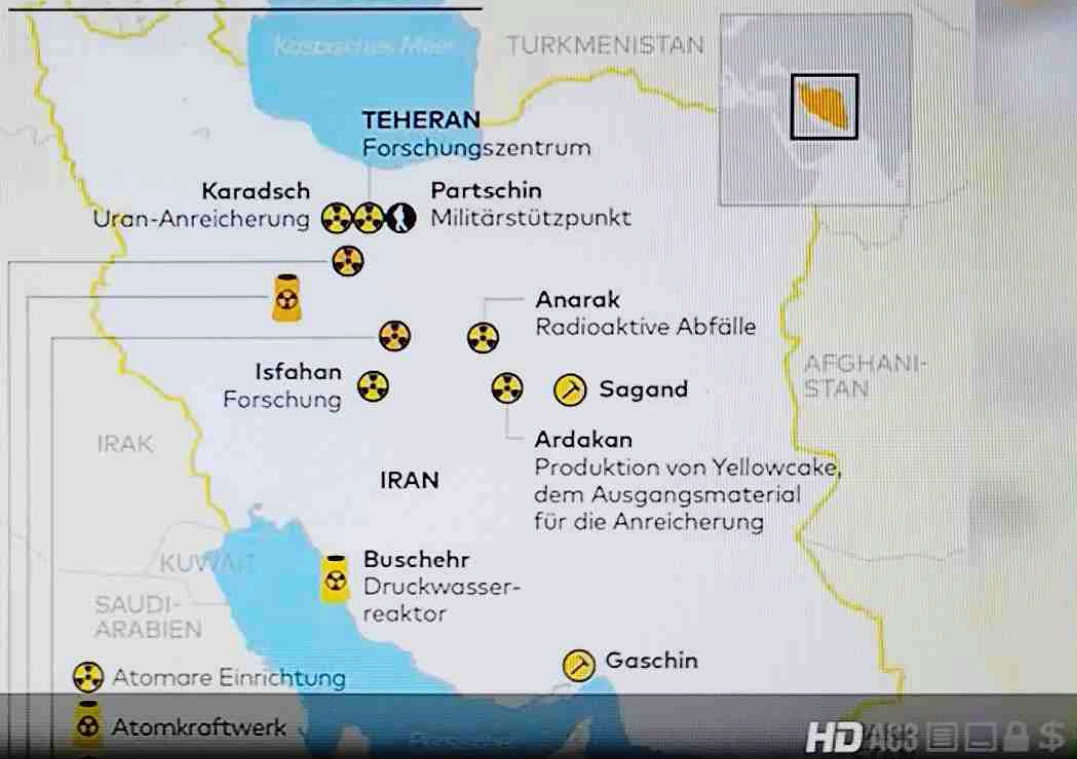 Kaspisches Meer
TURKMENISTAN
TEHERAN
Forschungszentrum
Karadsch
Uran-Anreicherung
Partschin
Militärstützpunkt
Anarak
Radioaktive Abfälle
Isfahan
Forschung
Sagand
AFGHANI-
STAN
Ardakan
Produktion von Yellowcake,
dem Ausgangsmaterial
für die Anreicherung
IRAK
IRAN
KUWAIT
Buschehr
Druckwasser-
reaktor
SAUDI-
ARABIEN
Gaschin
Atomare Einrichtung
Atomkraftwerk
HD
$